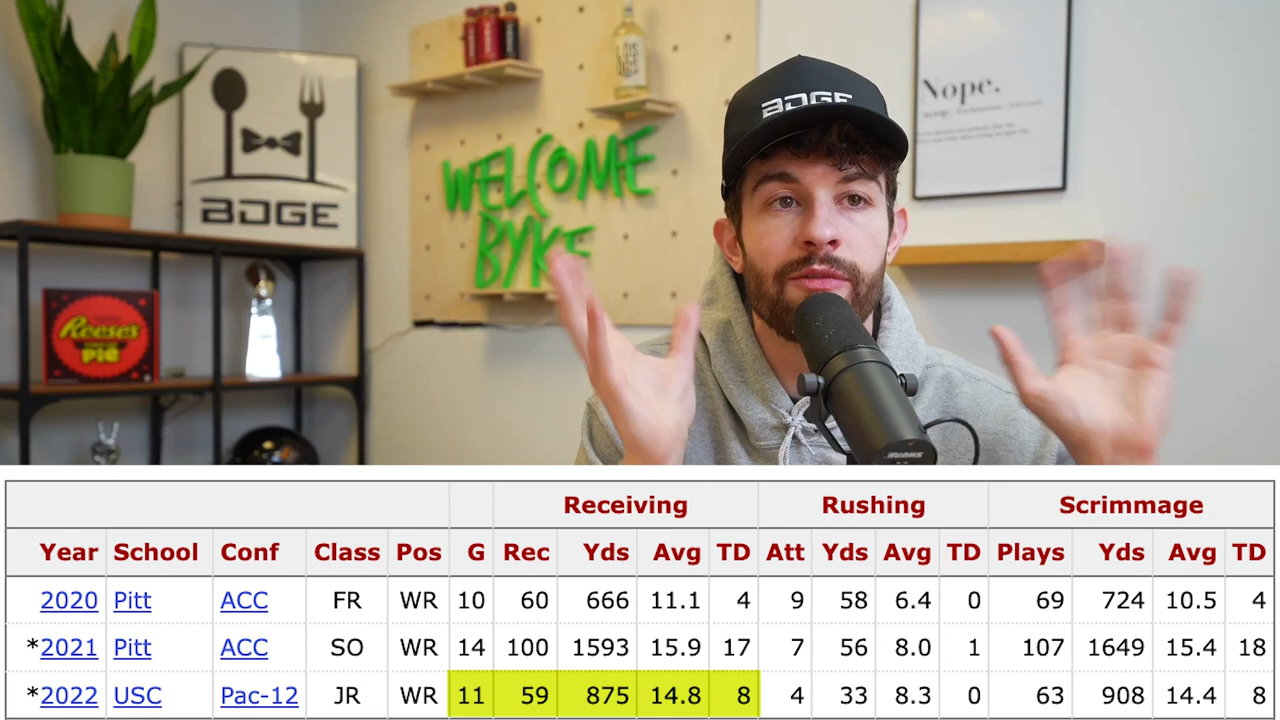 LOS
BDGE
Nope.
WELCOME
BYKE
BDGE
Reese's
PIE
Receiving Rushing Scrimmage
Year School Conf Class Pos G Rec Yds Avg TD Att Yds Avg TD Plays Yds Avg TD
2020 Pitt ACC FR WR 10 60 666 11.1 4 9 58 6.4 0 69 724 10.5 4
*2021 Pitt ACC SO WR 14 100 1593 15.9 17 7 56 8.0 1 107 1649 15.4 18
*2022 USC Pac-12 JR WR 11 59 875 14.8 8 4 33 8.3 0 63 908 14.4 8